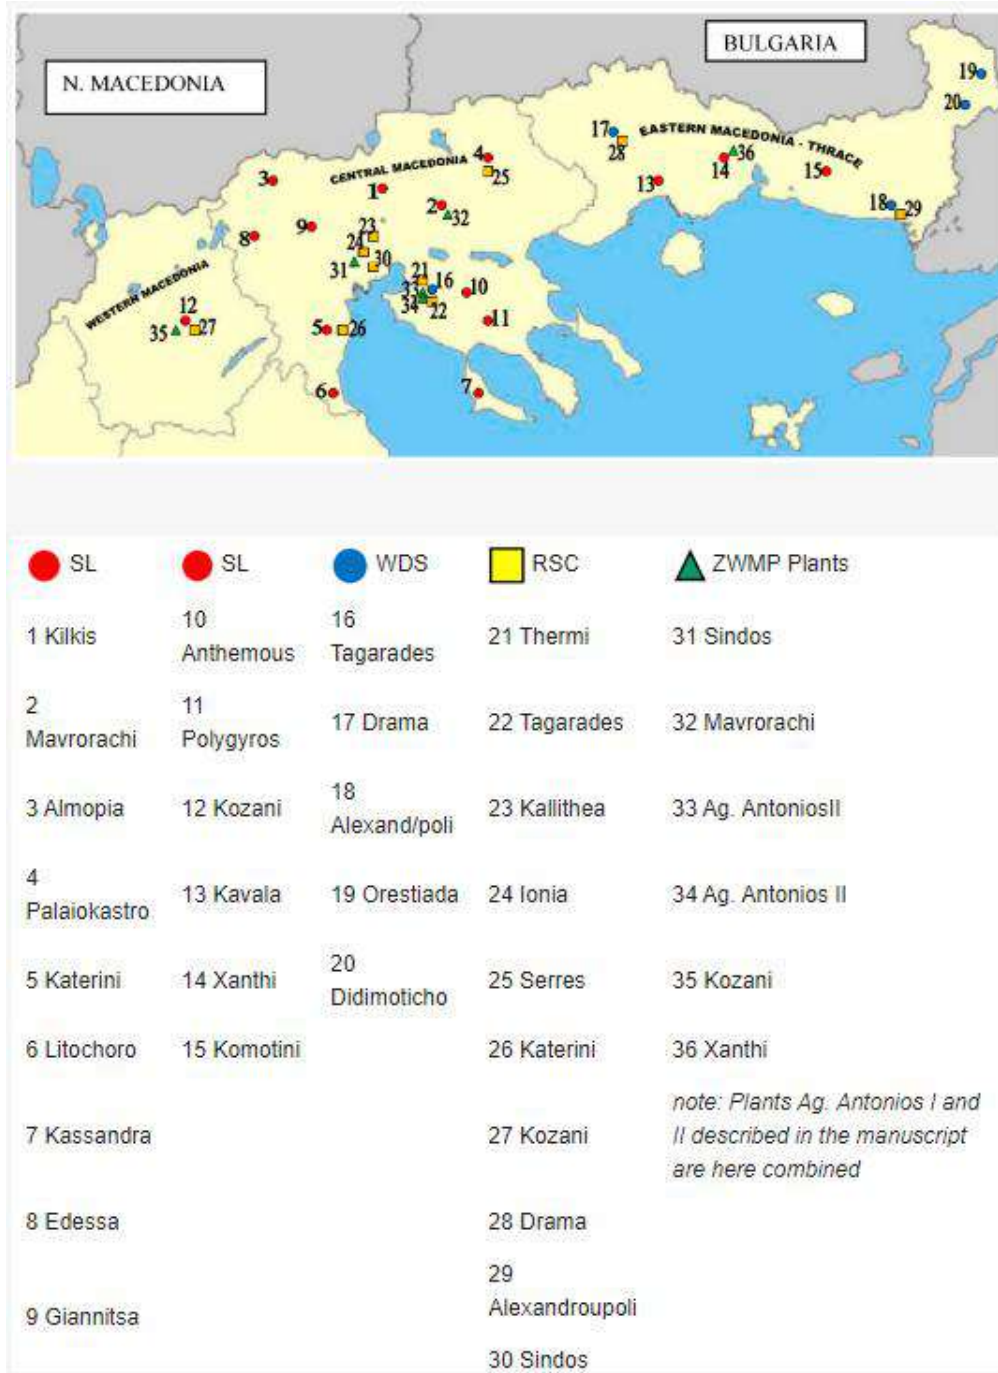 BULGARIA
N. MACEDONIA
19
20
17
EASTERN MACEDONIA - THRACE
28
36
14
4
CENTRAL MACEDONIA
25
15
3
13
1
2
32
18
29
9
23
8
24
30
31
21
16
33
10
WESTERN MACEDONIA
34
22
12
11
35
27
5
26
6
7
SL
SL
WDS
RSC
ZWMP Plants
1 Kilkis
10
Anthemous
16
Tagarades
21 Thermi
31 Sindos
2
Mavrorachi
11
Polygyros
17 Drama
22 Tagarades
32 Mavrorachi
3 Almopia
12 Kozani
18
Alexand/poli
23 Kallithea
33 Ag. AntoniosII
4
Palaiokastro
13 Kavala
19 Orestiada
24 Ionia
34 Ag. Antonios II
5 Katerini
14 Xanthi
20
Didimoticho
25 Serres
35 Kozani
6 Litochoro
15 Komotini
26 Katerini
36 Xanthi
7 Kassandra
27 Kozani
note: Plants Ag. Antonios I and
II described in the manuscript
are here combined
8 Edessa
28 Drama
9 Giannitsa
29
Alexandroupoli
30 Sindos